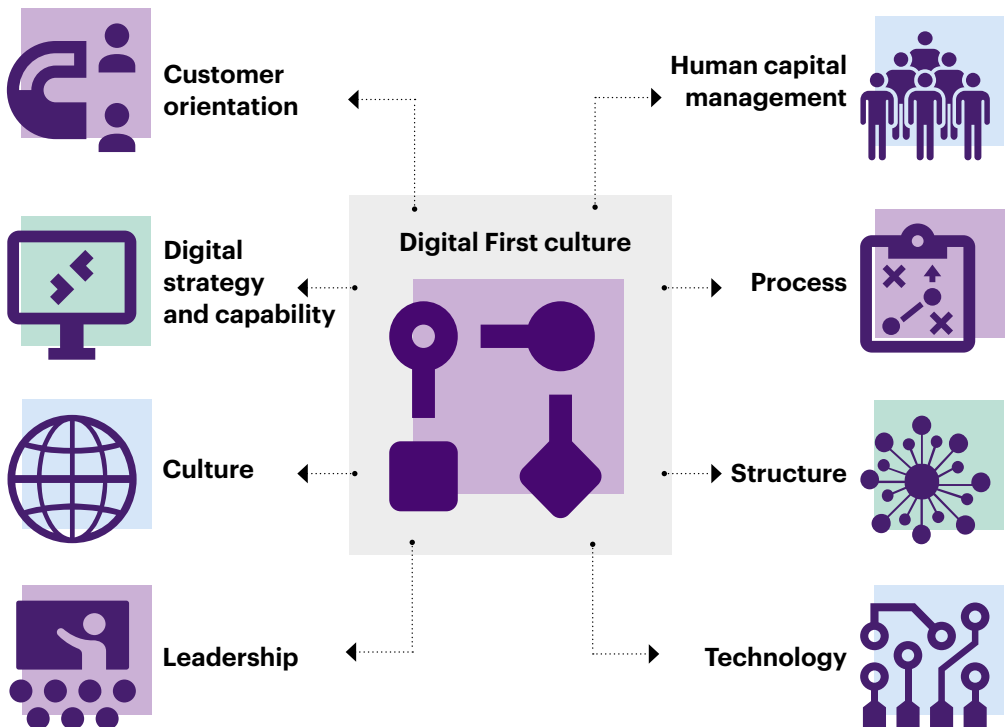 Customer
orientation
Human capital
management
Digital First culture
Digital
strategy
and capability
Process
Culture
Structure
Leadership
Technology